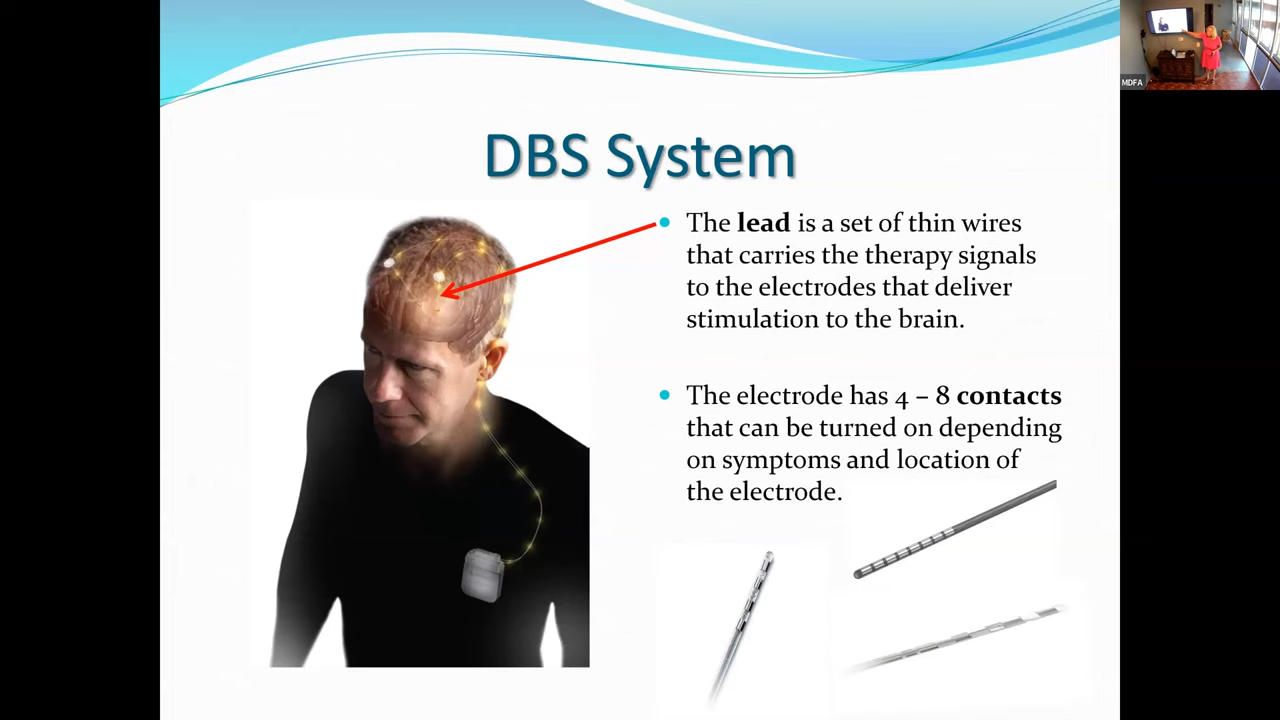 MDFA
DBS System
The lead is a set of thin wires
that carries the therapy signals
to the electrodes that deliver
stimulation to the brain.
The electrode has 4 – 8 contacts
that can be turned on depending
on symptoms and location of
the electrode.